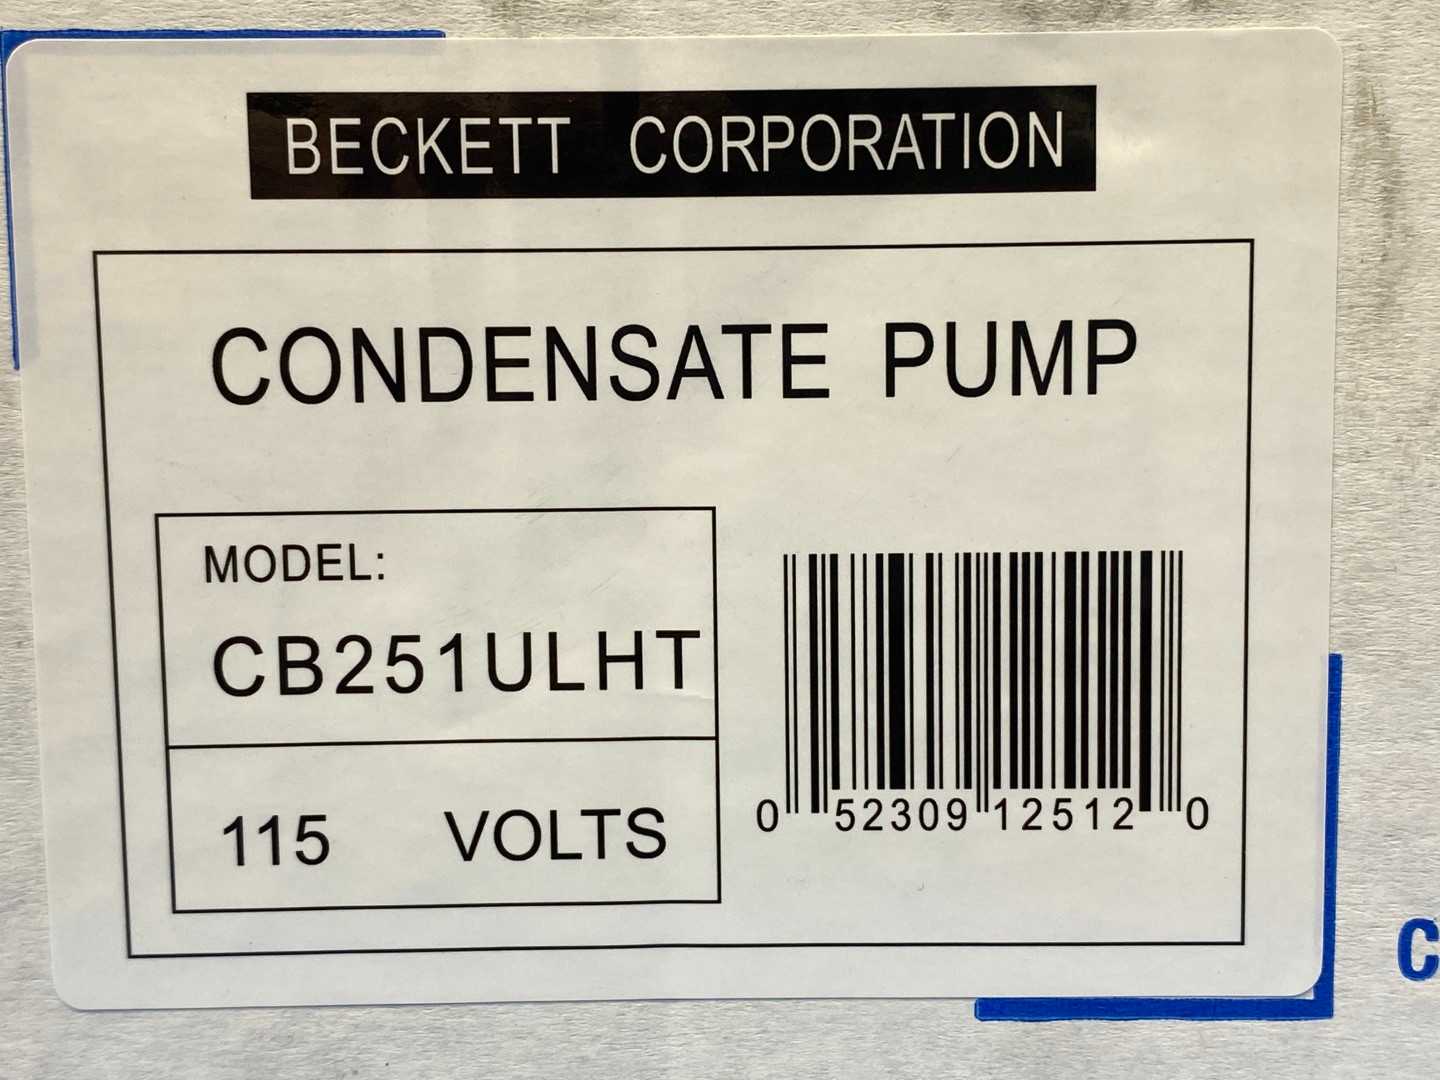 BECKETT CORPORATION
CONDENSATE PUMP
MODEL:
CB251ULHT
115 VOLTS
0 52309 12512 0
C